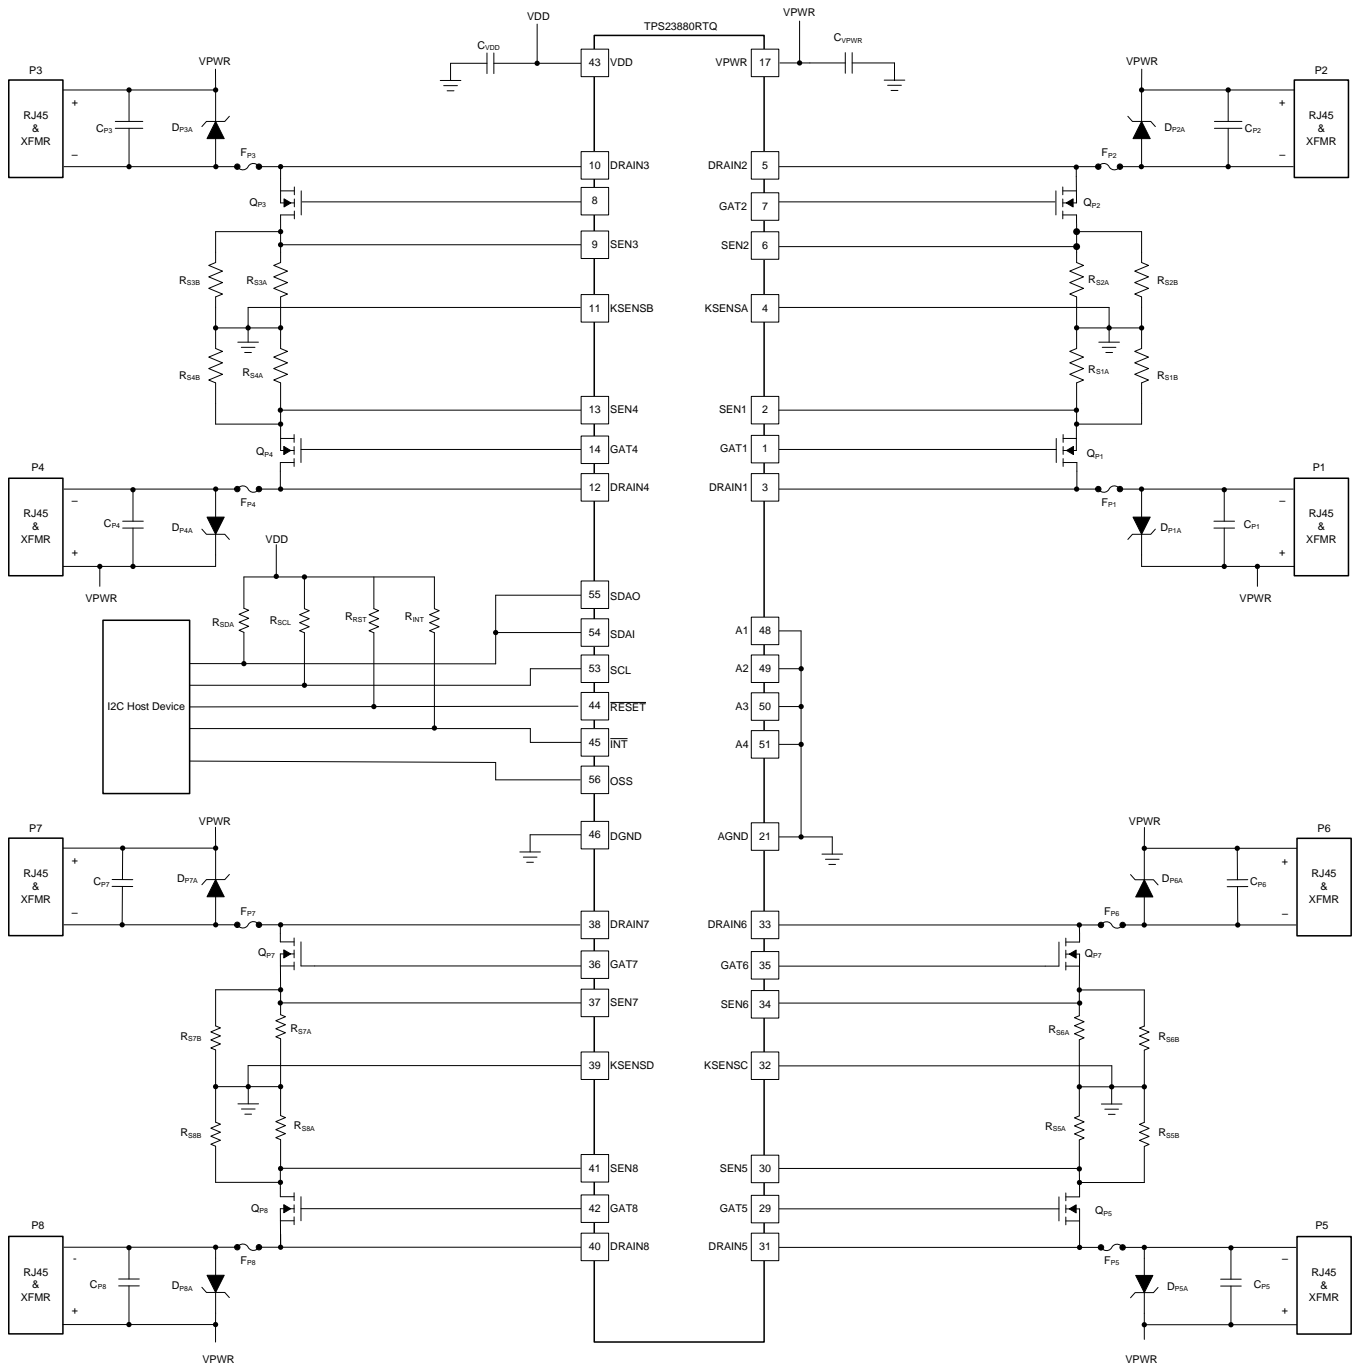 VDD
TPS23880RTQ
VPWR
CVDD
CVPWR
43 VDD
VPWR 17
P3
VPWR
RJ45
&
XFMR
+
−
CP3
DP3A
FP3
10 DRAIN3
QP3
8
9 SEN3
RS3B
RS3A
11 KSENSB
RS4B
RS4A
13 SEN4
QP4
14 GAT4
P4
12 DRAIN4
FP4
RJ45
&
XFMR
−
+
CP4
DP4A
VPWR
VPWR
P2
RJ45
&
XFMR
+
−
DP2A
CP2
FP2
DRAIN2 5
GAT2 7
QP2
SEN2 6
RS2A
RS2B
KSENSA 4
RS1A
RS1B
SEN1 2
GAT1 1
QP1
DRAIN1 3
FP1
P1
RJ45
&
XFMR
−
+
DP1A
CP1
VPWR
VDD
RSDA
RSCL
RRST
RINT
I2C Host Device
55 SDAO
54 SDAI
53 SCL
44 RESET
45 INT
56 OSS
46 DGND
A1 48
A2 49
A3 50
A4 51
AGND 21
P7
VPWR
RJ45
&
XFMR
+
−
CP7
DP7A
FP7
38 DRAIN7
QP7
36 GAT7
37 SEN7
RS7B
RS7A
39 KSENSD
RS8B
RS8A
41 SEN8
QP8
42 GAT8
P8
40 DRAIN8
FP8
RJ45
&
XFMR
-
+
CP8
DP8A
VPWR
VPWR
P6
RJ45
&
XFMR
+
−
DP6A
CP6
FP6
DRAIN6 33
GAT6 35
QP7
SEN6 34
RS6A
RS6B
KSENSC 32
RS5A
RS5B
SEN5 30
GAT5 29
QP5
DRAIN5 31
FP5
P5
RJ45
&
XFMR
−
+
DP5A
CP5
VPWR